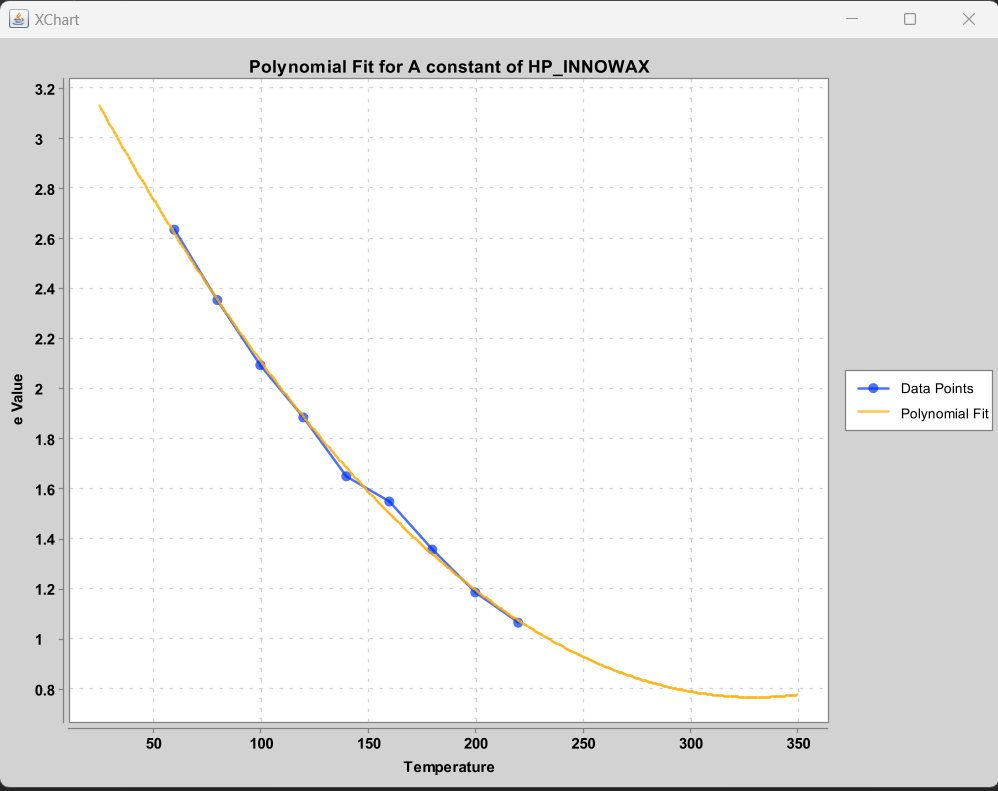 XChart
Polynomial Fit for A constant of HP_INNOWAX
3.2
3
2.8
2.6
2.4
2.2
2
1.8
1.6
1.4
1.2
1
0.8
e Value
50 100 150 200 250 300 350
Temperature
Data Points
Polynomial Fit